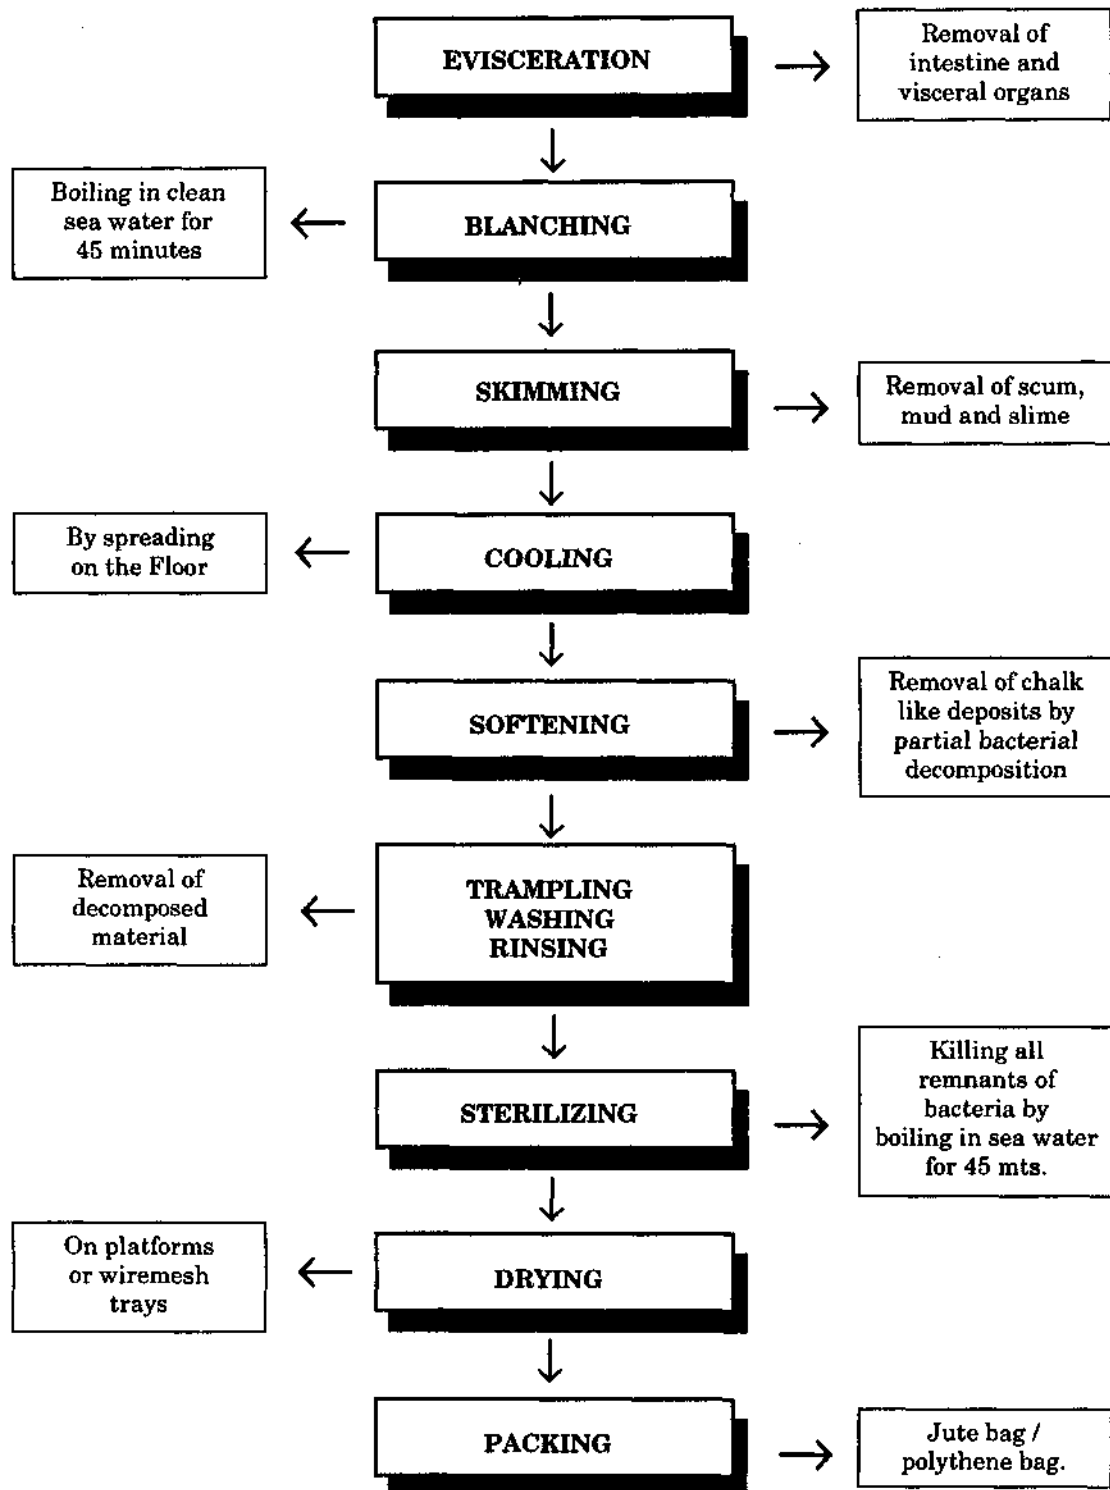 EVISCERATION
Removal of
intestine and
visceral organs
Boiling in clean
sea water for
45 minutes
BLANCHING
SKIMMING
Removal of scum,
mud and slime
By spreading
on the Floor
COOLING
SOFTENING
Removal of chalk
like deposits by
partial bacterial
decomposition
Removal of
decomposed
material
TRAMPLING
WASHING
RINSING
STERILIZING
Killing all
remnants of
bacteria by
boiling in sea water
for 45 mts.
On platforms
or wiremesh
trays
DRYING
PACKING
Jute bag /
polythene bag.